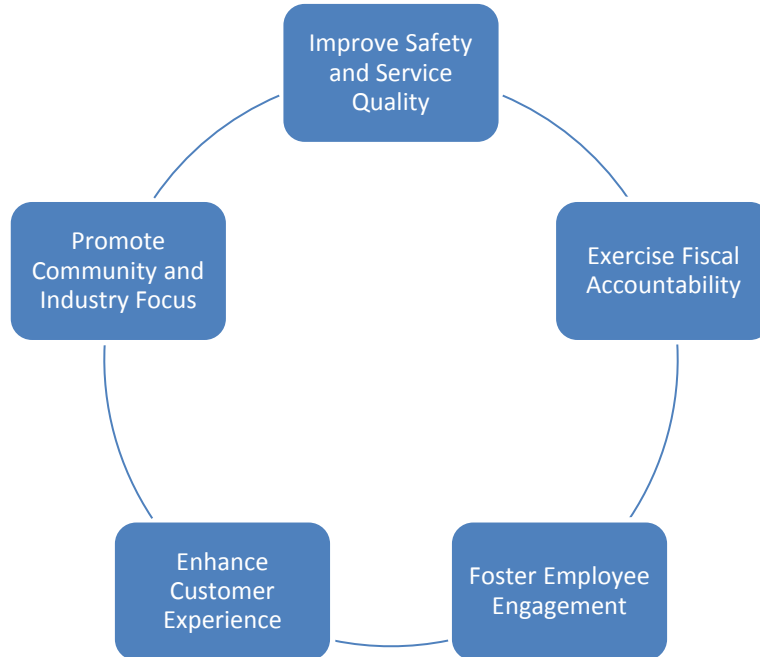 Improve Safety
and Service
Quality
Exercise Fiscal
Accountability
Foster Employee
Engagement
Enhance
Customer
Experience
Promote
Community and
Industry Focus